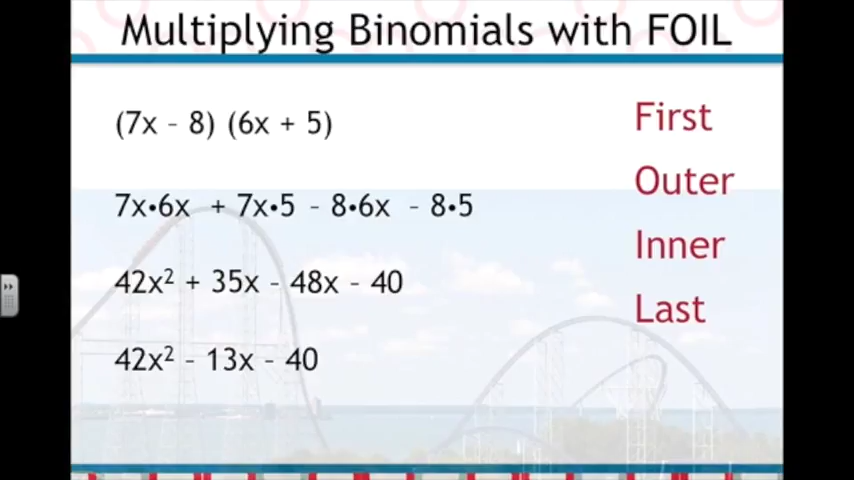 Multiplying Binomials with FOIL
(7x – 8) (6x + 5)
7x•6x + 7x•5 – 8•6x – 8•5
42x² + 35x – 48x – 40
42x² – 13x – 40
First
Outer
Inner
Last